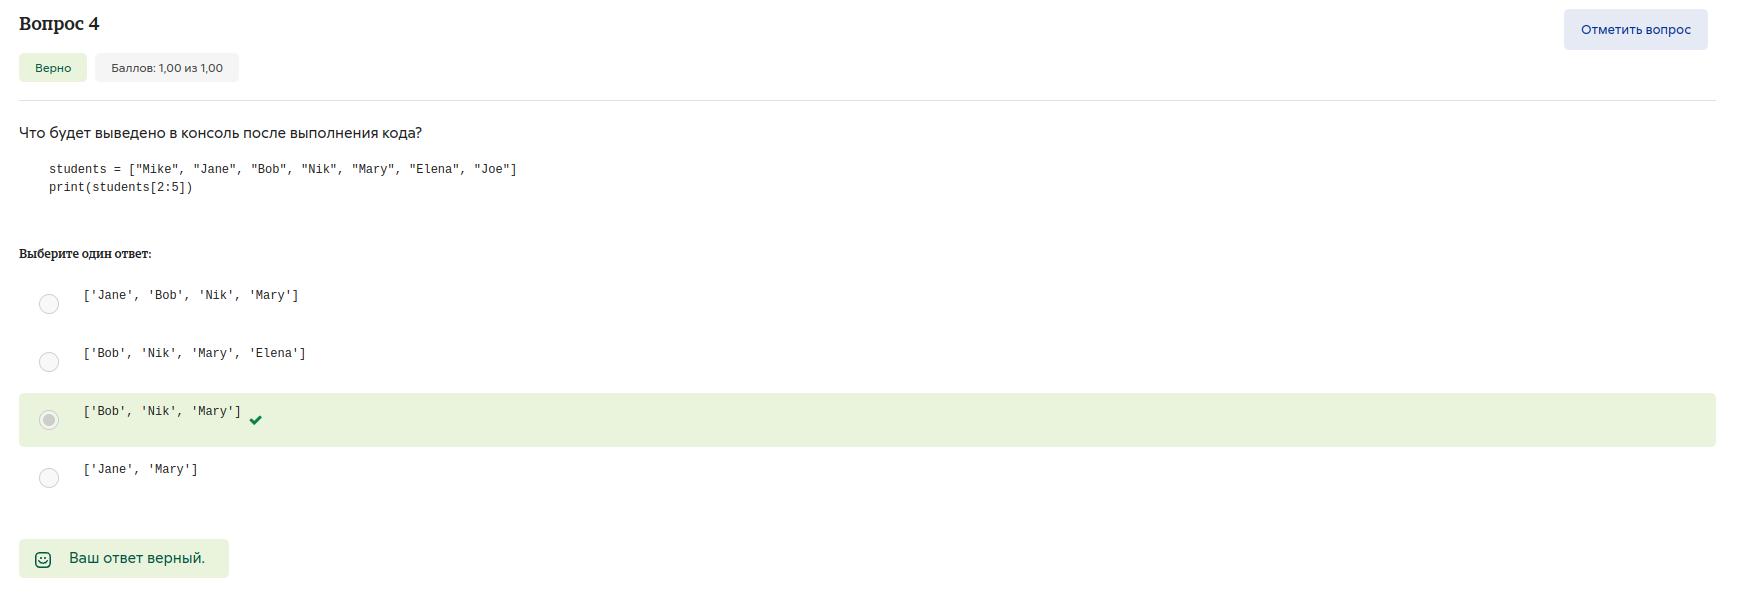 Вопрос 4
Отметить вопрос
Верно
Баллов: 1,00 из 1,00
Что будет выведено в консоль после выполнения кода?
students = ["Mike", "Jane", "Bob", "Nik", "Mary", "Elena", "Joe"]
print(students[2:5])
Выберите один ответ:
['Jane', 'Bob', 'Nik', 'Mary']
['Bob', 'Nik', 'Mary', 'Elena']
['Bob', 'Nik', 'Mary']
['Jane', 'Mary']
Ваш ответ верный.